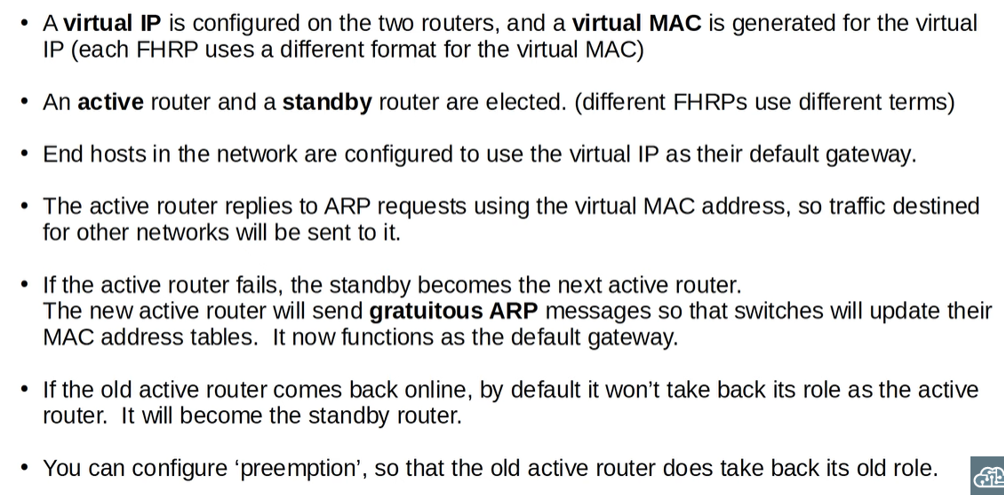 • A virtual IP is configured on the two routers, and a virtual MAC is generated for the virtual
IP (each FHRP uses a different format for the virtual MAC)
• An active router and a standby router are elected. (different FHRPs use different terms)
• End hosts in the network are configured to use the virtual IP as their default gateway.
• The active router replies to ARP requests using the virtual MAC address, so traffic destined
for other networks will be sent to it.
• If the active router fails, the standby becomes the next active router.
The new active router will send gratuitous ARP messages so that switches will update their
MAC address tables.  It now functions as the default gateway.
• If the old active router comes back online, by default it won’t take back its role as the active
router.  It will become the standby router.
• You can configure ‘preemption’, so that the old active router does take back its old role.